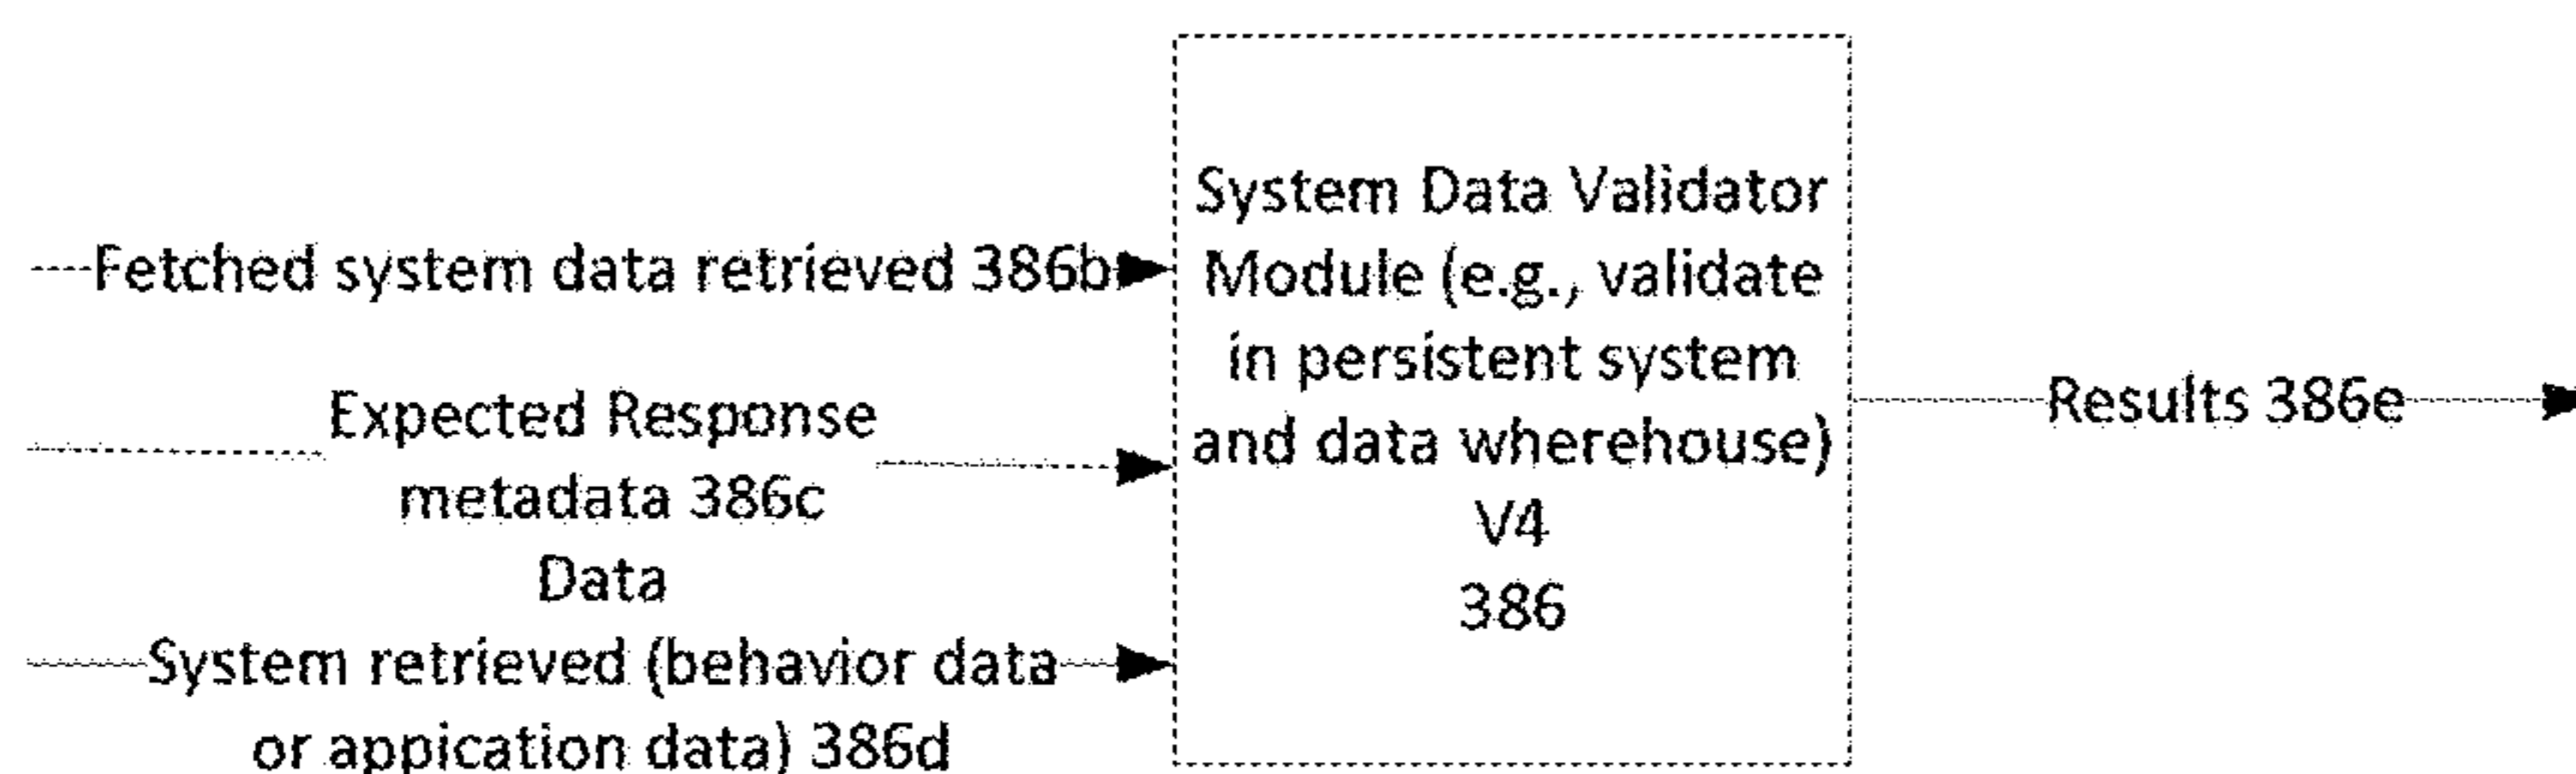 Fetched system data retrieved 386b
Expected Response
metadata 386c
Data
System retrieved (behavior data
or appication data) 386d
System Data Validator
Module (e.g., validate
in persistent system
and data wherehouse)
V4
386
Results 386e